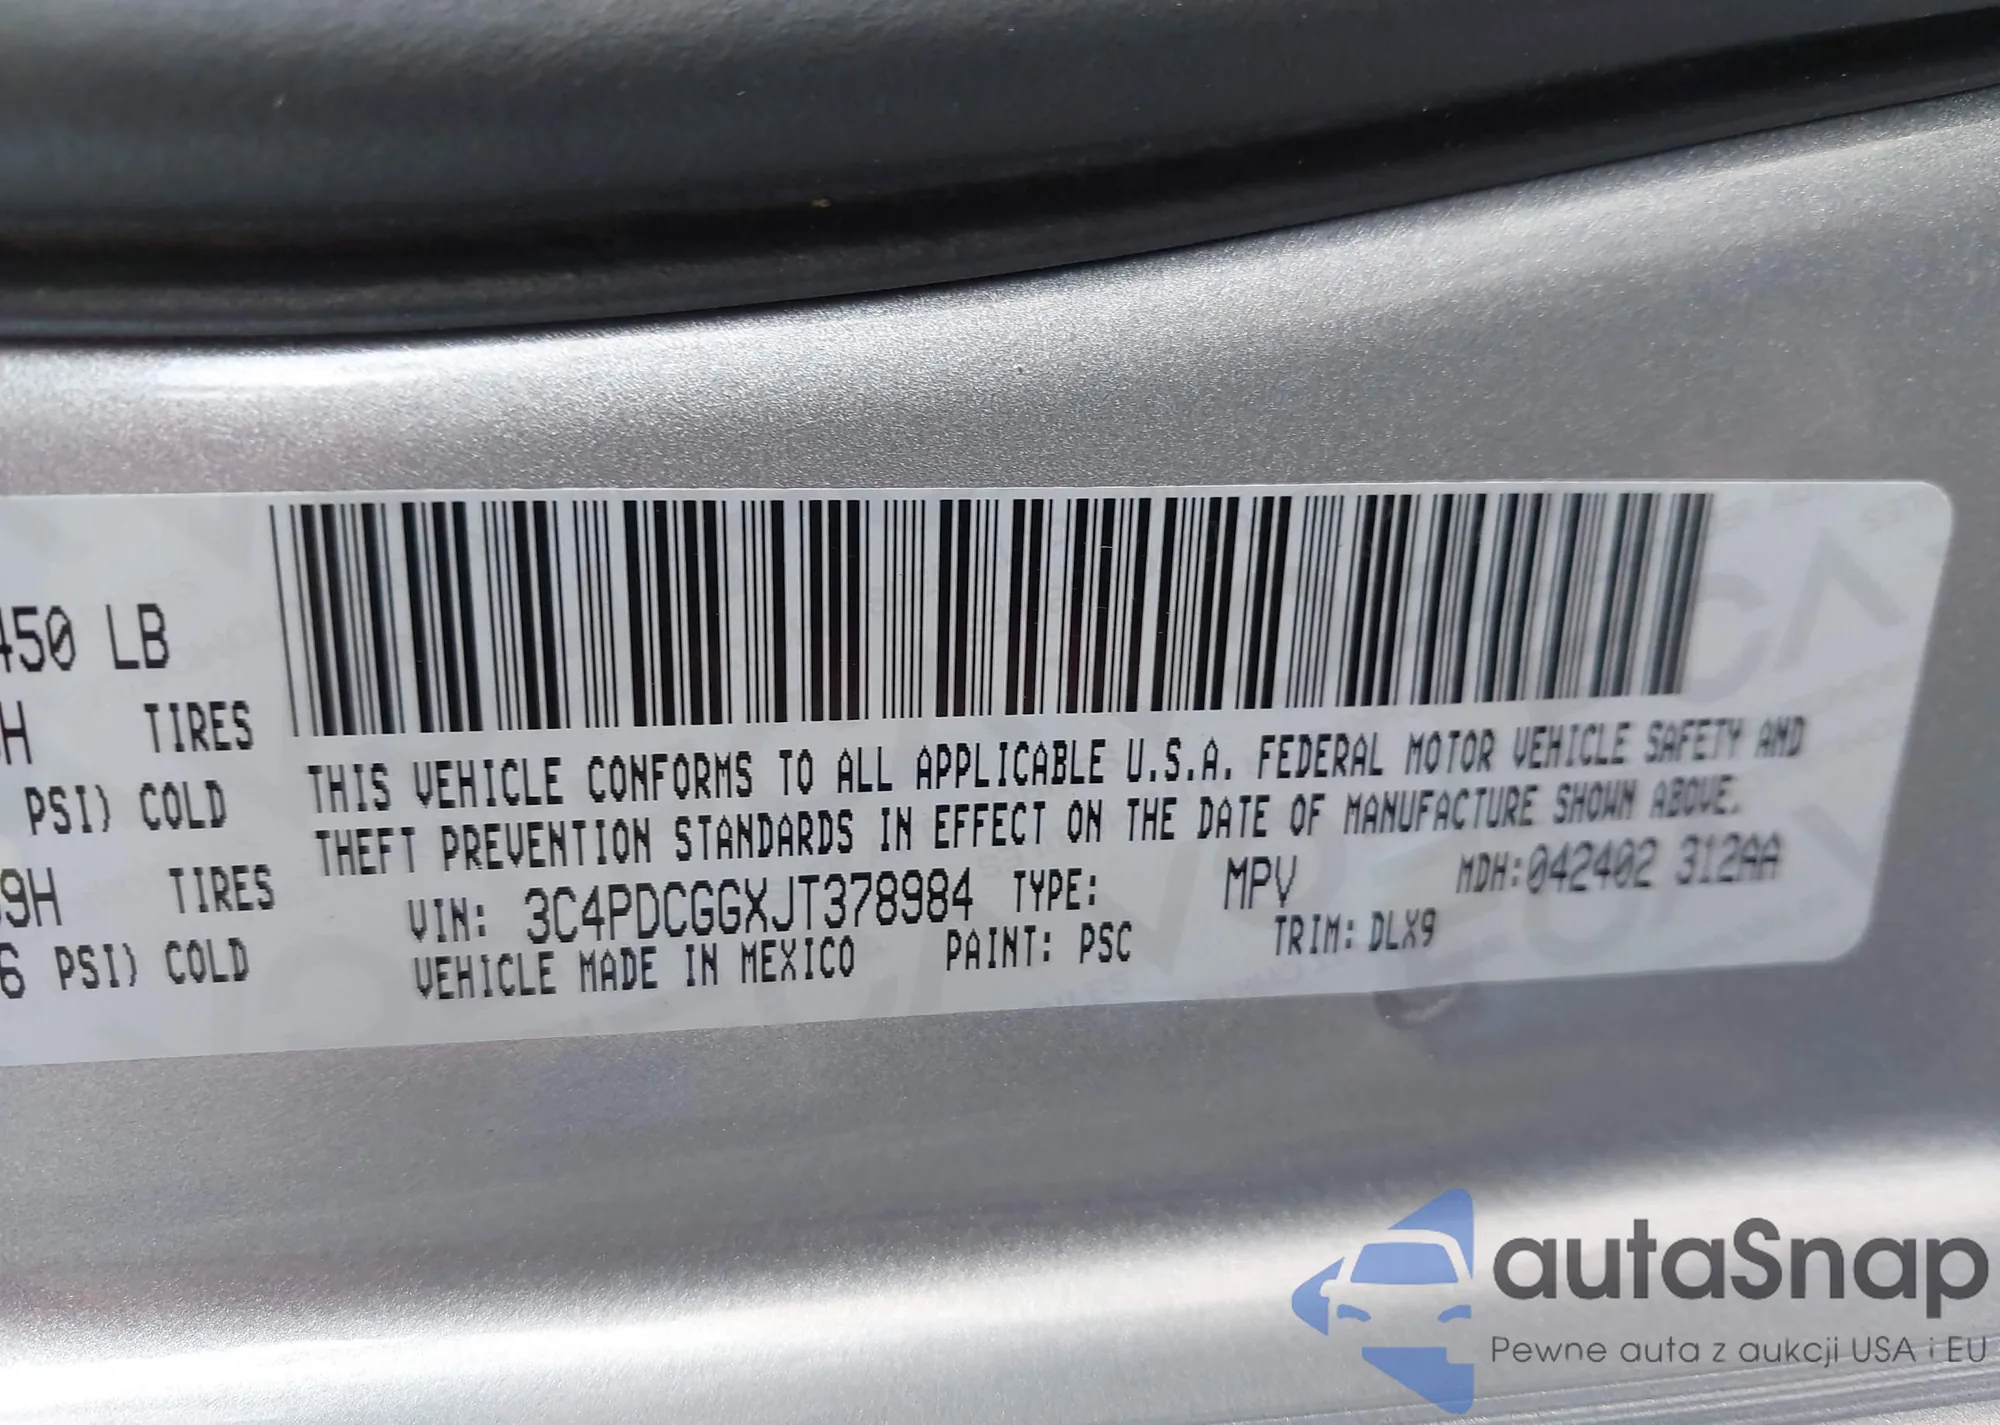 450 LB
H TIRES
PSI) COLD
9H TIRES
6 PSI) COLD
THIS VEHICLE CONFORMS TO ALL APPLICABLE U.S.A. FEDERAL MOTOR VEHICLE SAFETY AND
THEFT PREVENTION STANDARDS IN EFFECT ON THE DATE OF MANUFACTURE SHOWN ABOVE.
VIN: 3C4PDCGGXJT378984 TYPE: MPV MDH:042402 312AA
VEHICLE MADE IN MEXICO PAINT: PSC TRIM: DLX9
autaSnap
Pewne auta z aukcji USA i EU